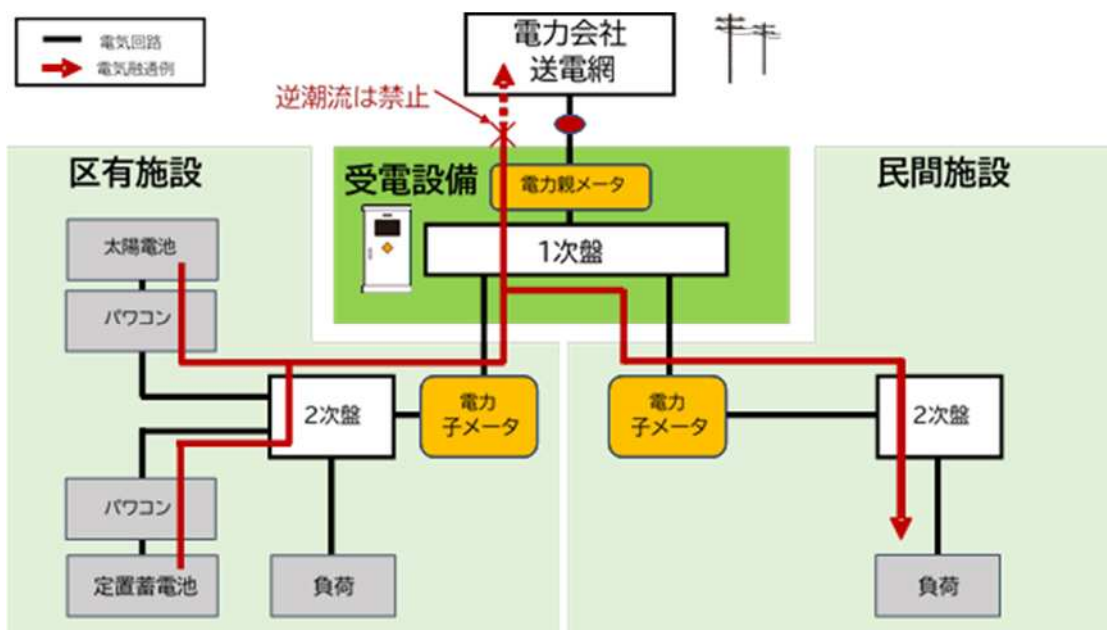 電気回路
電気融通例
電力会社
送電網
逆潮流は禁止
区有施設
受電設備
民間施設
電力親メータ
1次盤
太陽電池
パワコン
2次盤
電力
子メータ
電力
子メータ
2次盤
パワコン
定置蓄電池
負荷
負荷